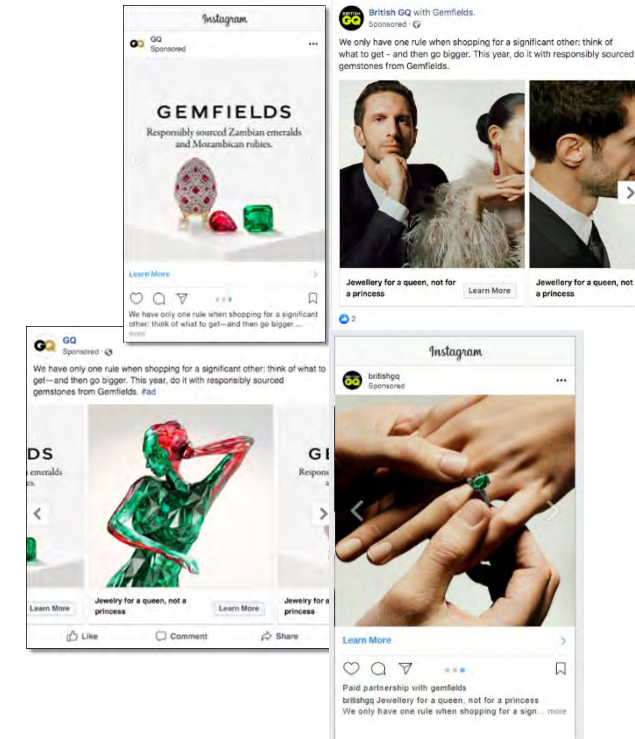 Instagram
GQ
GQ
Sponsored
GEMFIELDS
Responsibly sourced Zambian emeralds
and Mozambican rubies.
Learn More
We have only one rule when shopping for a significant
other: think of what to get—and then go bigger ...
more
BRITISH
GQ
British GQ with Gemfields.
Sponsored
We only have one rule when shopping for a significant other: think of
what to get - and then go bigger. This year, do it with responsibly sourced
gemstones from Gemfields.
Jewellery for a queen, not for
a princess
Learn More
Jewellery for a queen, not
a princess
2
GQ
GQ
Sponsored
We have only one rule when shopping for a significant other: think of what to
get—and then go bigger. This year, do it with responsibly sourced
gemstones from Gemfields. #ad
DS
emeralds
es.
GE
Respons
a
Learn More
Jewelry for a queen, not a
princess
Learn More
Jewelry for a
princess
Like
Comment
Share
Instagram
GQ
britishgq
Sponsored
Learn More
Paid partnership with gemfields
britishgq Jewellery for a queen, not for a princess
We only have one rule when shopping for a sign... more